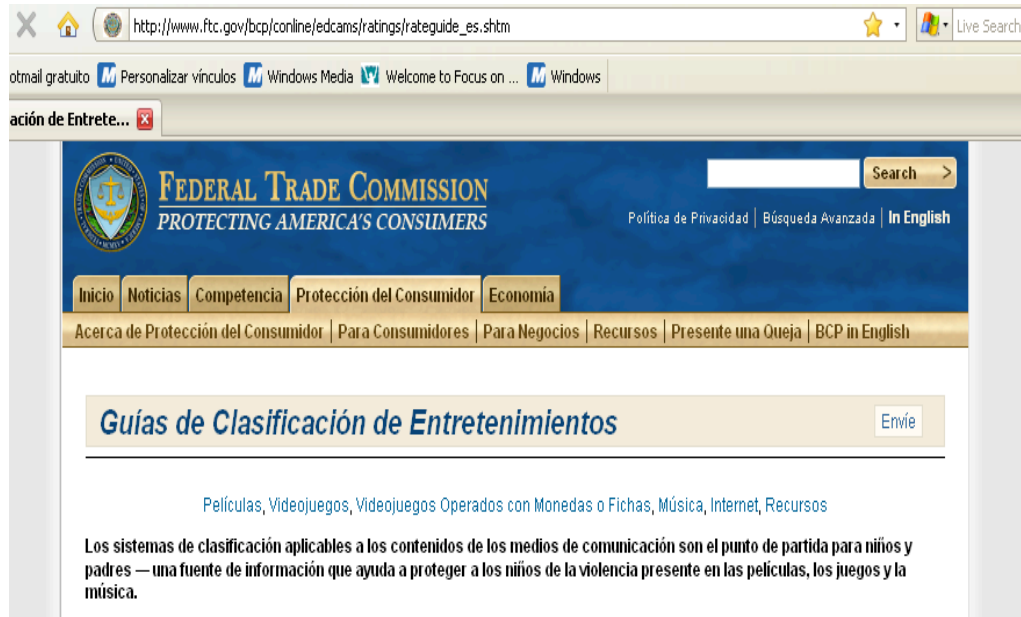 http://www.ftc.gov/bcp/conline/edcams/ratings/rateguide_es.shtm
Live Search
otmail gratuito Personalizar vínculos Windows Media Welcome to Focus on ... Windows
ación de Entrete...
FEDERAL TRADE COMMISSION
PROTECTING AMERICA'S CONSUMERS
Search >
Política de Privacidad | Búsqueda Avanzada | In English
Inicio Noticias Competencia Protección del Consumidor Economía
Acerca de Protección del Consumidor | Para Consumidores | Para Negocios | Recursos | Presente una Queja | BCP in English
Guías de Clasificación de Entretenimientos
Envíe
Películas, Videojuegos, Videojuegos Operados con Monedas o Fichas, Música, Internet, Recursos
Los sistemas de clasificación aplicables a los contenidos de los medios de comunicación son el punto de partida para niños y
padres — una fuente de información que ayuda a proteger a los niños de la violencia presente en las películas, los juegos y la
música.